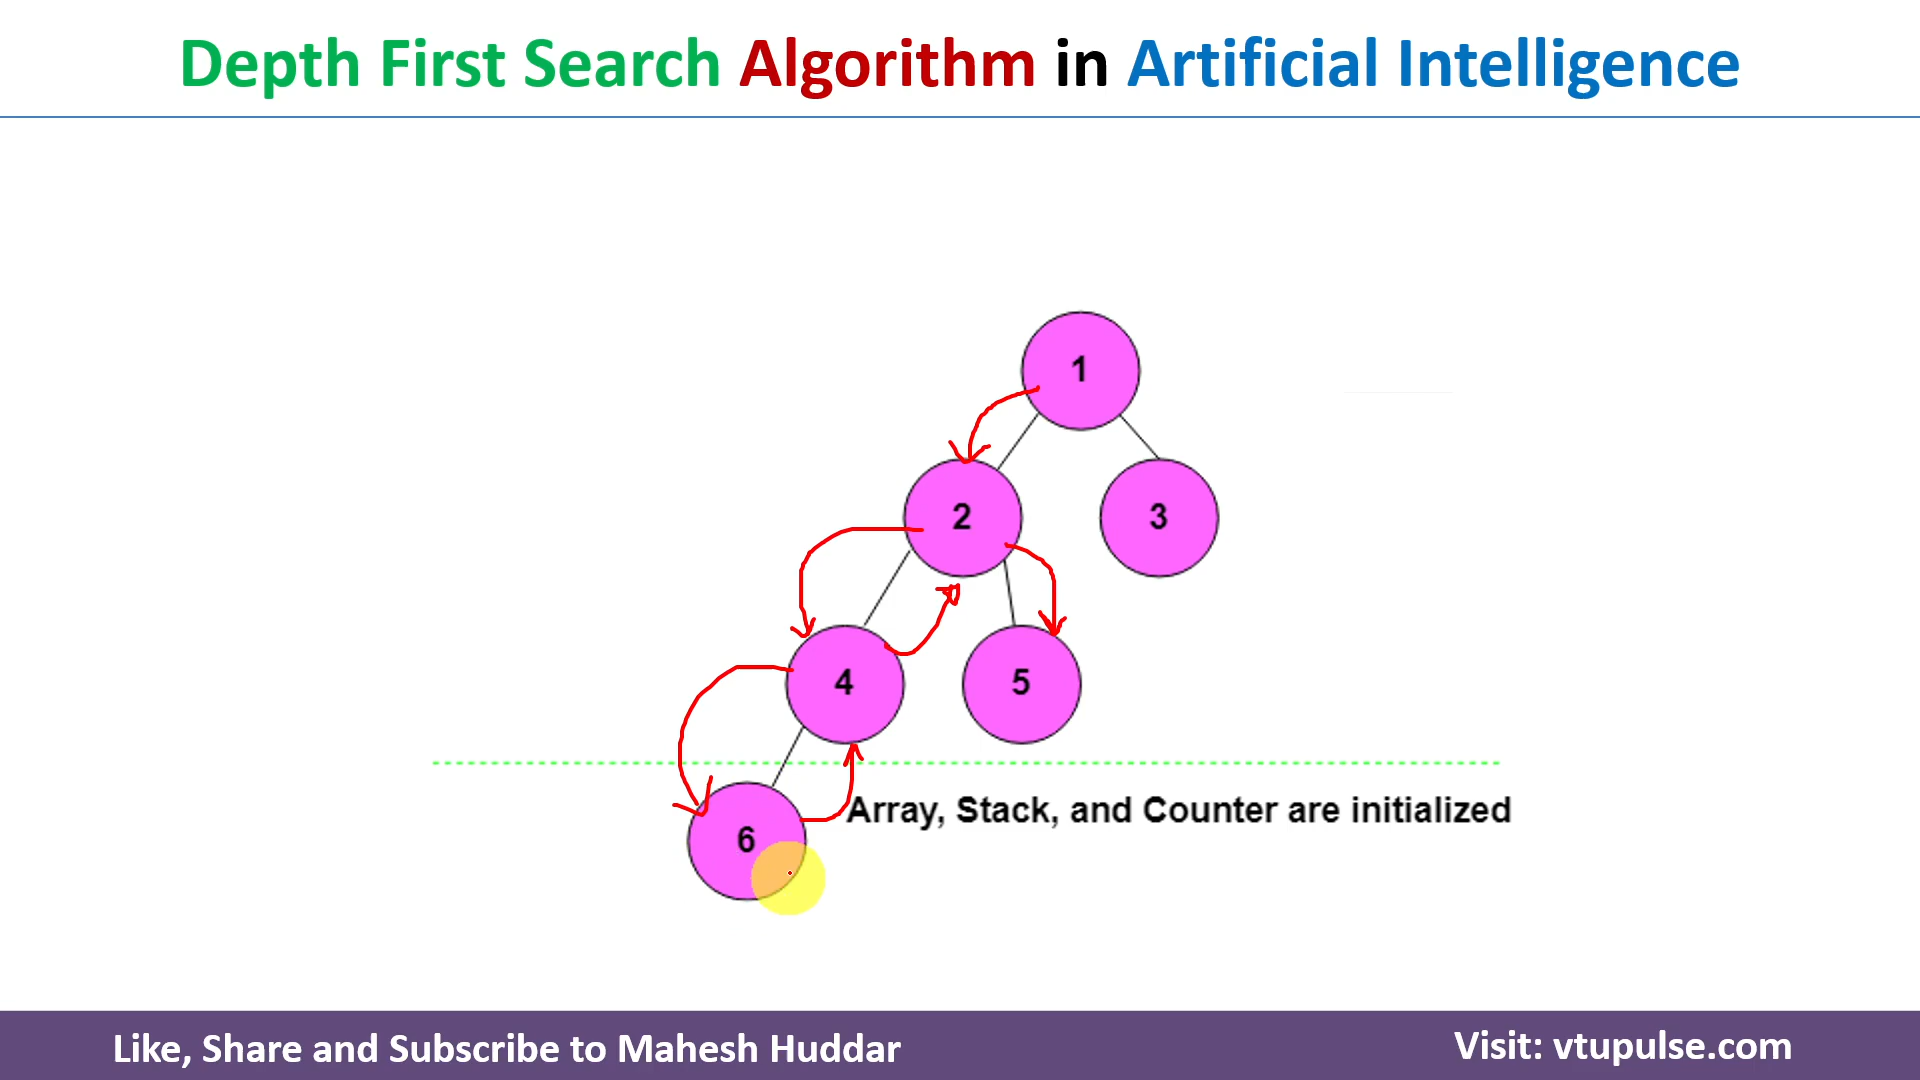 Depth First Search Algorithm in Artificial Intelligence
1
2
3
4
5
Array, Stack, and Counter are initialized
6
Like, Share and Subscribe to Mahesh Huddar
Visit: vtupulse.com